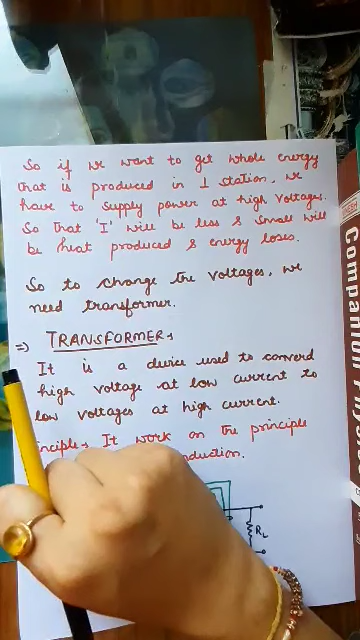 So if we want to get whole energy
that is produced in 1 station, we
have to supply power at high voltages.
So that 'I' will be less & small will
be heat produced & energy loses.
So to change the voltages, we
need transformer.
⇒ TRANSFORMER→
It is a device used to convert
high voltage at low current to
low voltages at high current.
inciple→ It work on the principle
nduction.
RL
Companion